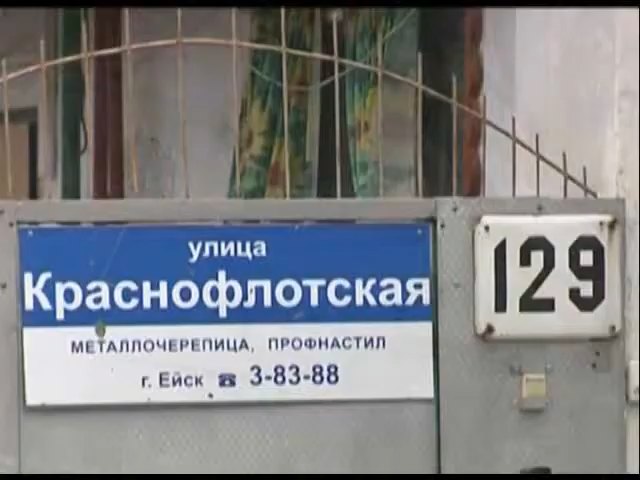 улица
Краснофлотская
МЕТАЛЛОЧЕРЕПИЦА, ПРОФНАСТИЛ
г. Ейск ☎ 3-83-88
129